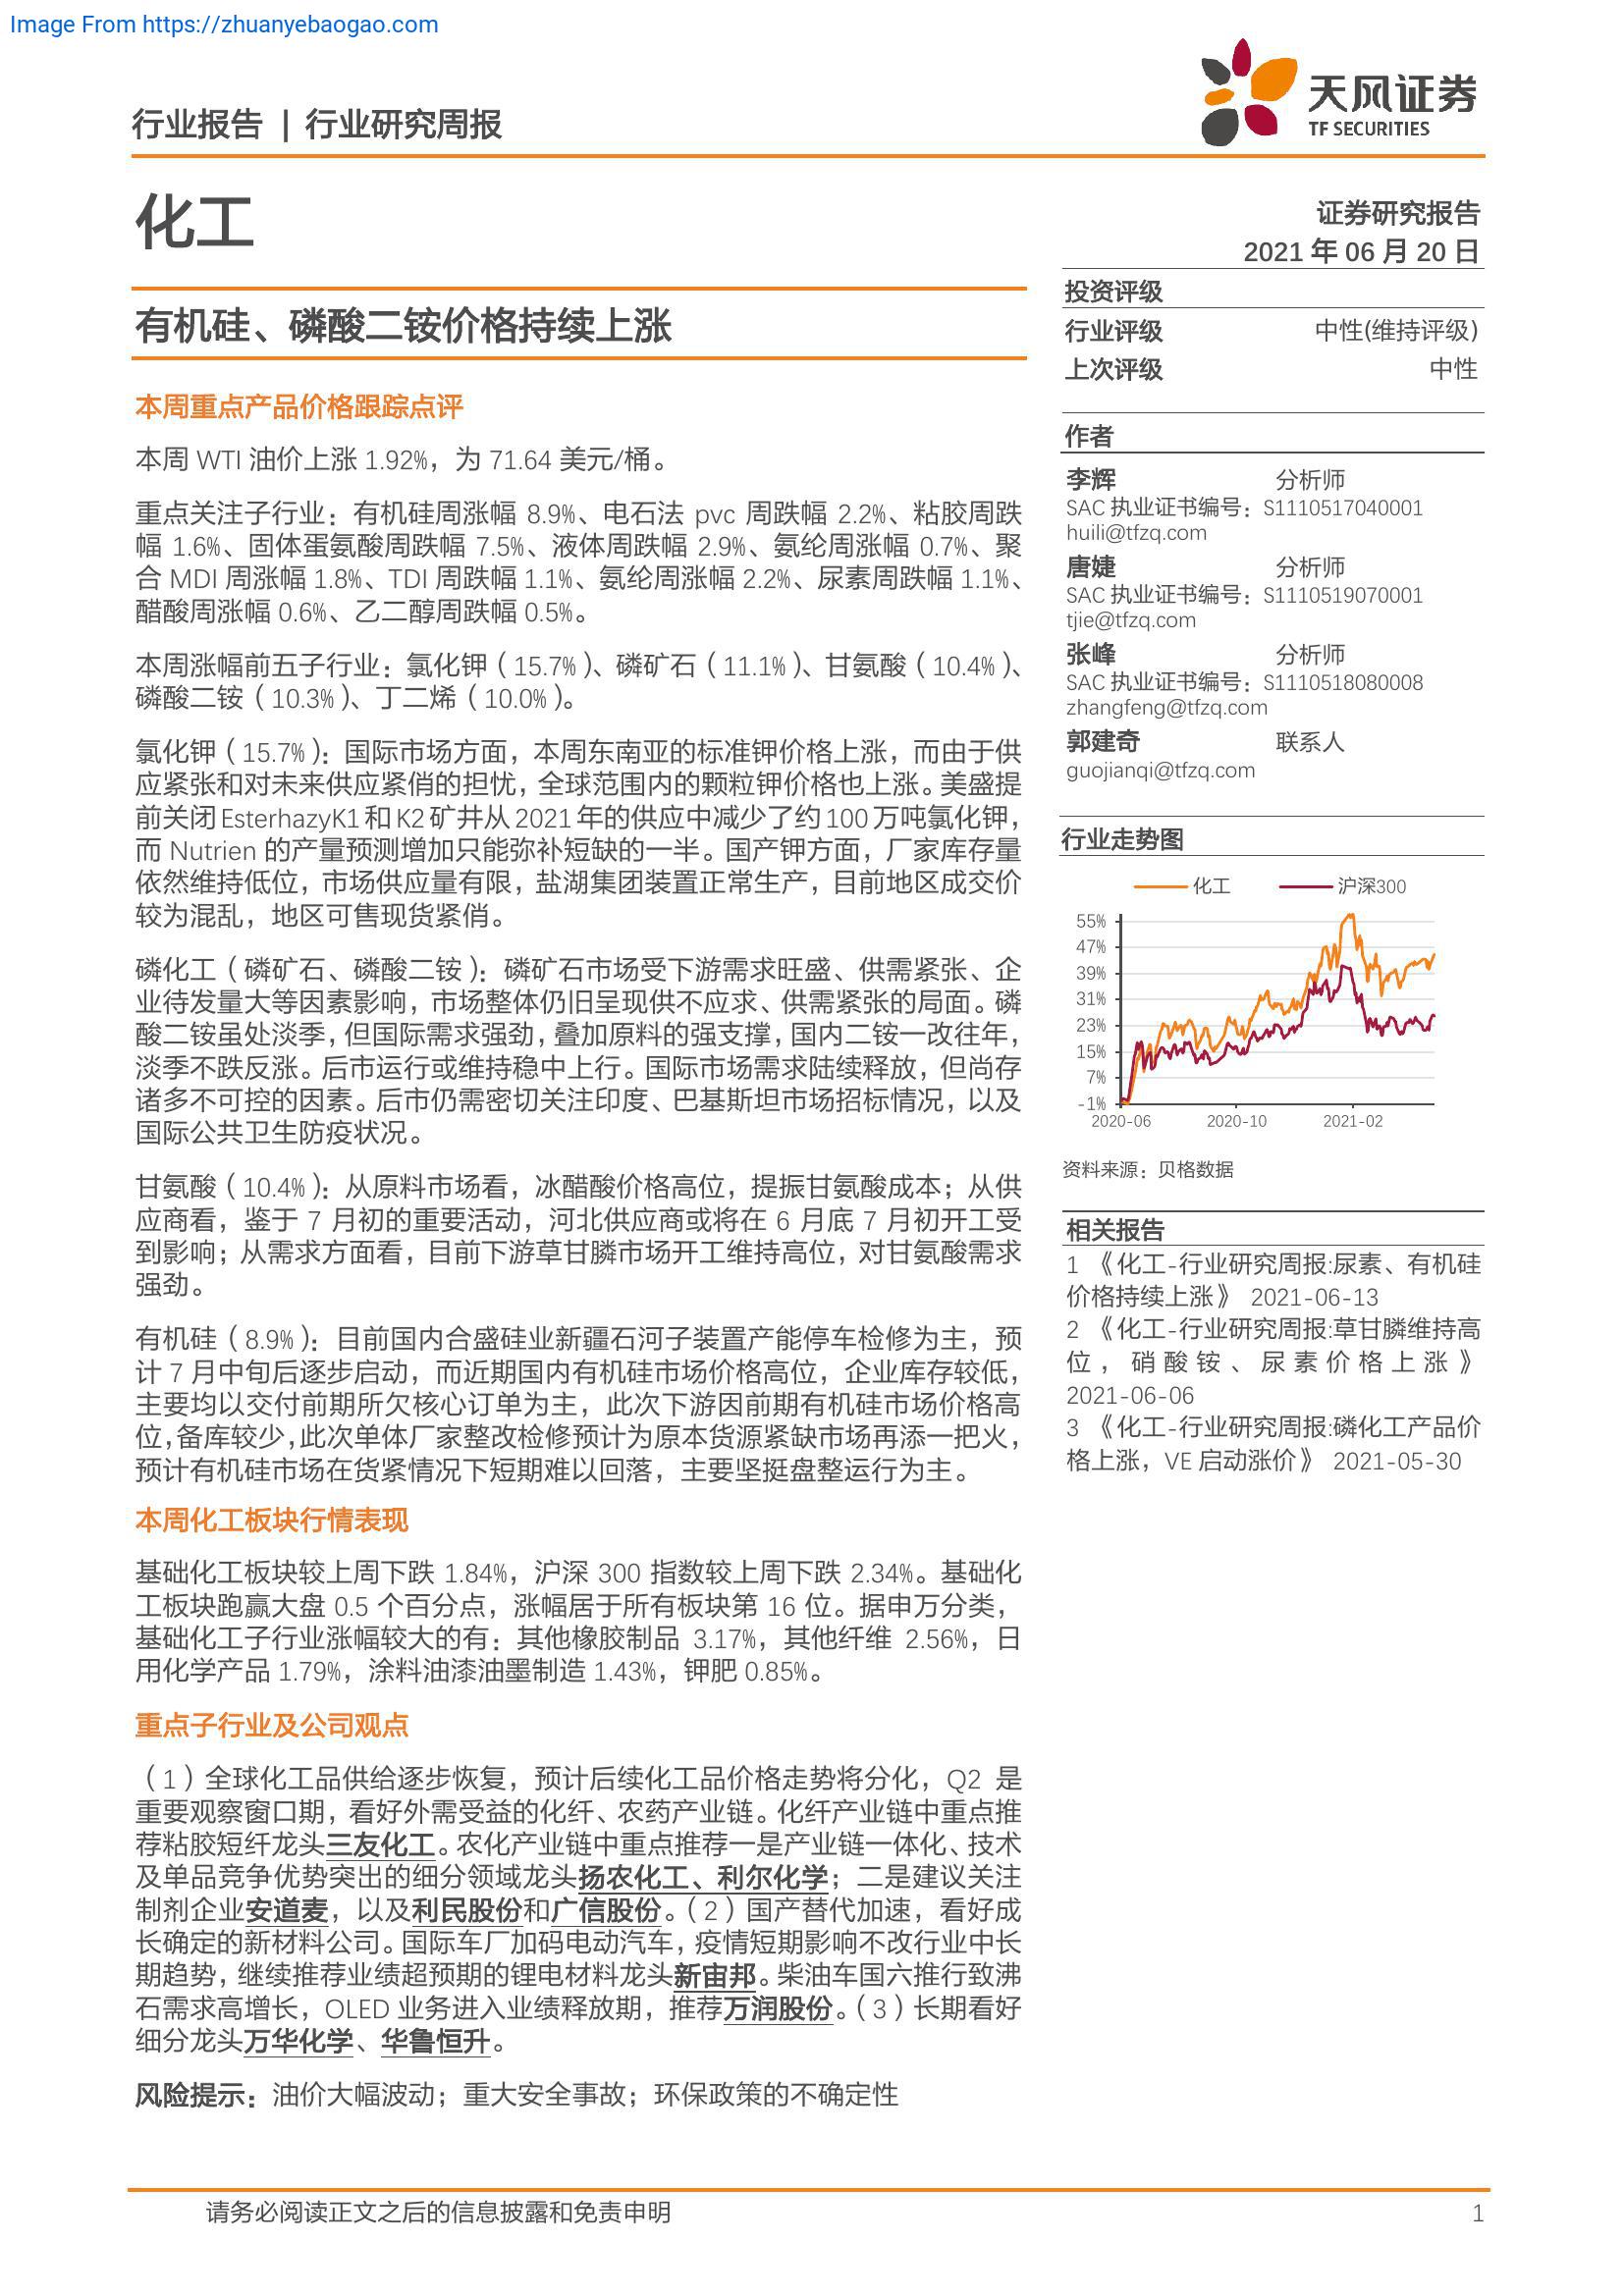 Image From https://zhuanyebaogao.com
行业报告 | 行业研究周报
天风证券
TF SECURITIES
化工
证券研究报告
2021 年 06 月 20 日
有机硅、磷酸二铵价格持续上涨
本周重点产品价格跟踪点评
本周 WTI 油价上涨 1.92%，为 71.64 美元/桶。
重点关注子行业：有机硅周涨幅 8.9%、电石法 pvc 周跌幅 2.2%、粘胶周跌
幅 1.6%、固体蛋氨酸周跌幅 7.5%、液体周跌幅 2.9%、氨纶周涨幅 0.7%、聚
合 MDI 周涨幅 1.8%、TDI 周跌幅 1.1%、氨纶周涨幅 2.2%、尿素周跌幅 1.1%、
醋酸周涨幅 0.6%、乙二醇周跌幅 0.5%。
本周涨幅前五子行业：氯化钾（15.7%）、磷矿石（11.1%）、甘氨酸（10.4%）、
磷酸二铵（10.3%）、丁二烯（10.0%）。
氯化钾（15.7%）：国际市场方面，本周东南亚的标准钾价格上涨，而由于供
应紧张和对未来供应紧俏的担忧，全球范围内的颗粒钾价格也上涨。美盛提
前关闭 EsterhazyK1 和 K2 矿井从 2021 年的供应中减少了约 100 万吨氯化钾，
而 Nutrien 的产量预测增加只能弥补短缺的一半。国产钾方面，厂家库存量
依然维持低位，市场供应量有限，盐湖集团装置正常生产，目前地区成交价
较为混乱，地区可售现货紧俏。
磷化工（磷矿石、磷酸二铵）：磷矿石市场受下游需求旺盛、供需紧张、企
业待发量大等因素影响，市场整体仍旧呈现供不应求、供需紧张的局面。磷
酸二铵虽处淡季，但国际需求强劲，叠加原料的强支撑，国内二铵一改往年，
淡季不跌反涨。后市运行或维持稳中上行。国际市场需求陆续释放，但尚存
诸多不可控的因素。后市仍需密切关注印度、巴基斯坦市场招标情况，以及
国际公共卫生防疫状况。
甘氨酸（10.4%）：从原料市场看，冰醋酸价格高位，提振甘氨酸成本；从供
应商看，鉴于 7 月初的重要活动，河北供应商或将在 6 月底 7 月初开工受
到影响；从需求方面看，目前下游草甘膦市场开工维持高位，对甘氨酸需求
强劲。
有机硅（8.9%）：目前国内合盛硅业新疆石河子装置产能停车检修为主，预
计 7 月中旬后逐步启动，而近期国内有机硅市场价格高位，企业库存较低，
主要均以交付前期所欠核心订单为主，此次下游因前期有机硅市场价格高
位，备库较少，此次单体厂家整改检修预计为原本货源紧缺市场再添一把火，
预计有机硅市场在货紧情况下短期难以回落，主要坚挺盘整运行为主。
本周化工板块行情表现
基础化工板块较上周下跌 1.84%，沪深 300 指数较上周下跌 2.34%。基础化
工板块跑赢大盘 0.5 个百分点，涨幅居于所有板块第 16 位。据申万分类，
基础化工子行业涨幅较大的有：其他橡胶制品 3.17%，其他纤维 2.56%，日
用化学产品 1.79%，涂料油漆油墨制造 1.43%，钾肥 0.85%。
重点子行业及公司观点
（1）全球化工品供给逐步恢复，预计后续化工品价格走势将分化，Q2 是
重要观察窗口期，看好外需受益的化纤、农药产业链。化纤产业链中重点推
荐粘胶短纤龙头三友化工。农化产业链中重点推荐一是产业链一体化、技术
及单品竞争优势突出的细分领域龙头扬农化工、利尔化学；二是建议关注
制剂企业安道麦，以及利民股份和广信股份。（2）国产替代加速，看好成
长确定的新材料公司。国际车厂加码电动汽车，疫情短期影响不改行业中长
期趋势，继续推荐业绩超预期的锂电材料龙头新宙邦。柴油车国六推行致沸
石需求高增长，OLED 业务进入业绩释放期，推荐万润股份。（3）长期看好
细分龙头万华化学、华鲁恒升。
风险提示：油价大幅波动；重大安全事故；环保政策的不确定性
投资评级
行业评级 中性(维持评级)
上次评级 中性
作者
李辉 分析师
SAC 执业证书编号：S1110517040001
huili@tfzq.com
唐婕 分析师
SAC 执业证书编号：S1110519070001
tjie@tfzq.com
张峰 分析师
SAC 执业证书编号：S1110518080008
zhangfeng@tfzq.com
郭建奇 联系人
guojianqi@tfzq.com
行业走势图
化工 沪深300
55%
47%
39%
31%
23%
15%
7%
-1%
2020-06 2020-10 2021-02
资料来源：贝格数据
相关报告
1 《化工-行业研究周报:尿素、有机硅
价格持续上涨》 2021-06-13
2 《化工-行业研究周报:草甘膦维持高
位，硝酸铵、尿素价格上涨》
2021-06-06
3 《化工-行业研究周报:磷化工产品价
格上涨，VE 启动涨价》 2021-05-30
请务必阅读正文之后的信息披露和免责申明 1